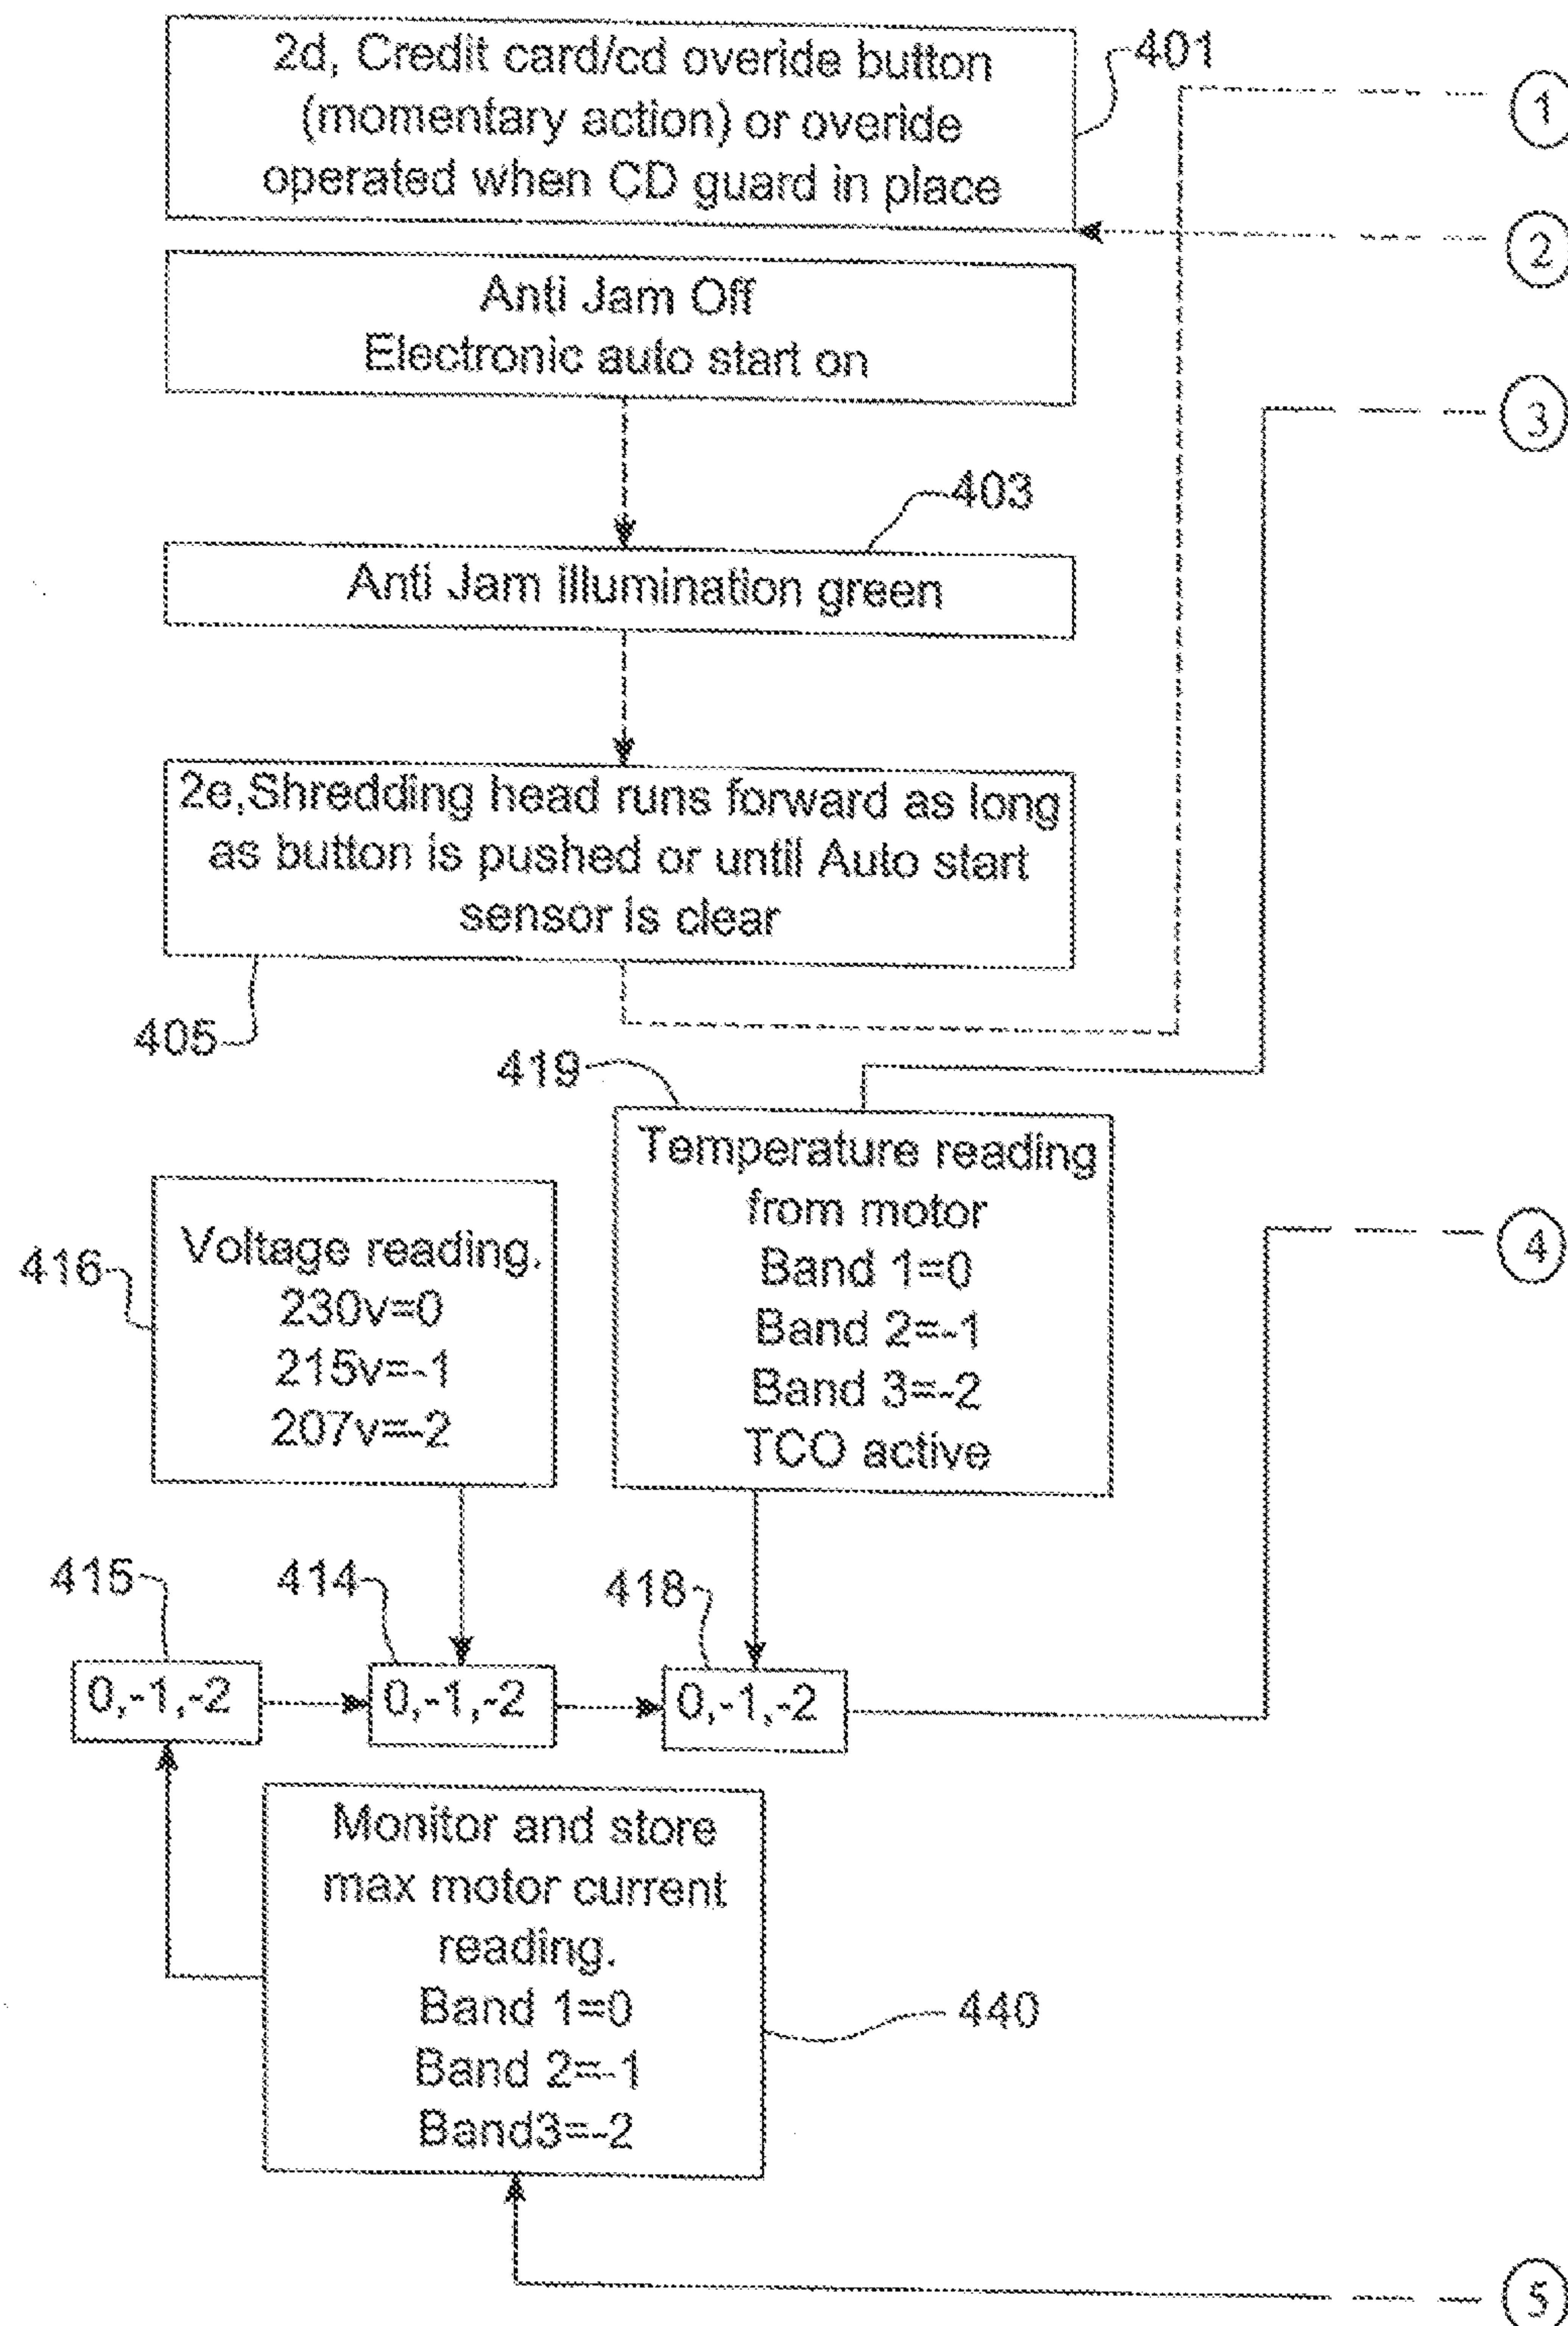 2d, Credit card/cd overide button
(momentary action) or overide
operated when CD guard in place
401
1
2
Anti Jam Off
Electronic auto start on
3
403
Anti Jam illumination green
2e,Shredding head runs forward as long
as button is pushed or until Auto start
sensor is clear
405
419
Temperature reading
from motor
Band 1=0
Band 2=-1
Band 3=-2
TCO active
416
Voltage reading.
230v=0
215v=-1
207v=-2
4
415
414
418
0,-1,-2
0,-1,-2
0,-1,-2
Monitor and store
max motor current
reading.
Band 1=0
Band 2=-1
Band3=-2
440
5